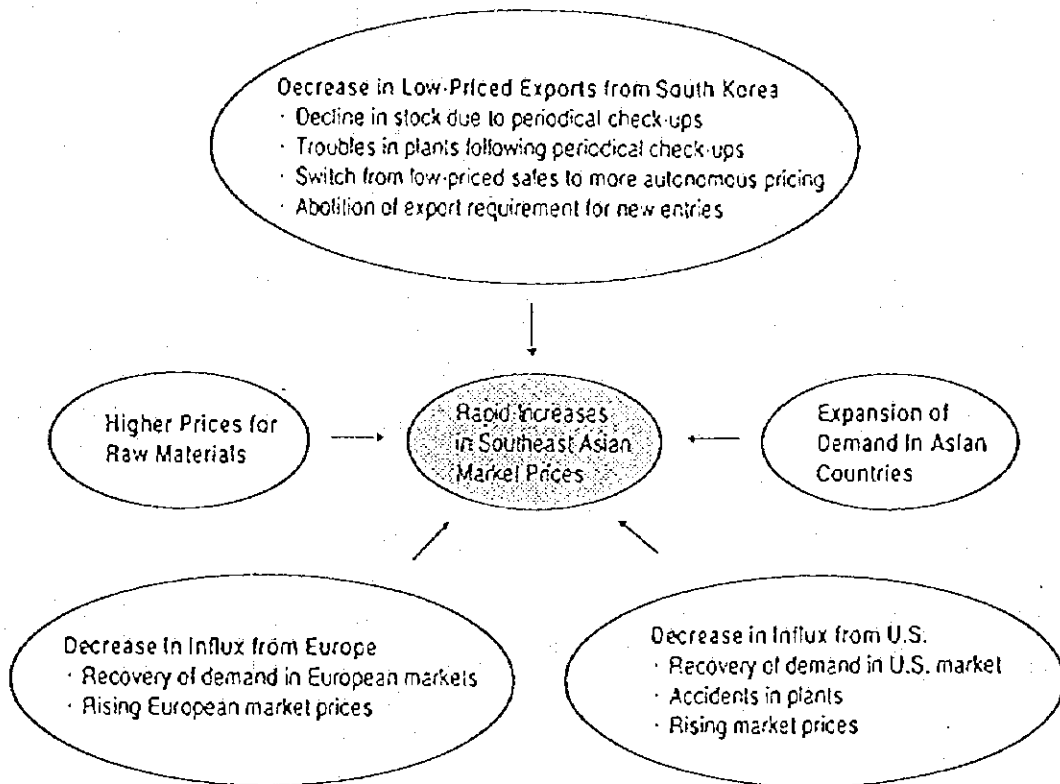 Decrease in Low-Priced Exports from South Korea
· Decline in stock due to periodical check-ups
· Troubles in plants following periodical check-ups
· Switch from low-priced sales to more autonomous pricing
· Abolition of export requirement for new entries
Higher Prices for
Raw Materials
Rapid Increases
in Southeast Asian
Market Prices
Expansion of
Demand in Asian
Countries
Decrease in Influx from Europe
· Recovery of demand in European markets
· Rising European market prices
Decrease in Influx from U.S.
· Recovery of demand in U.S. market
· Accidents in plants
· Rising market prices